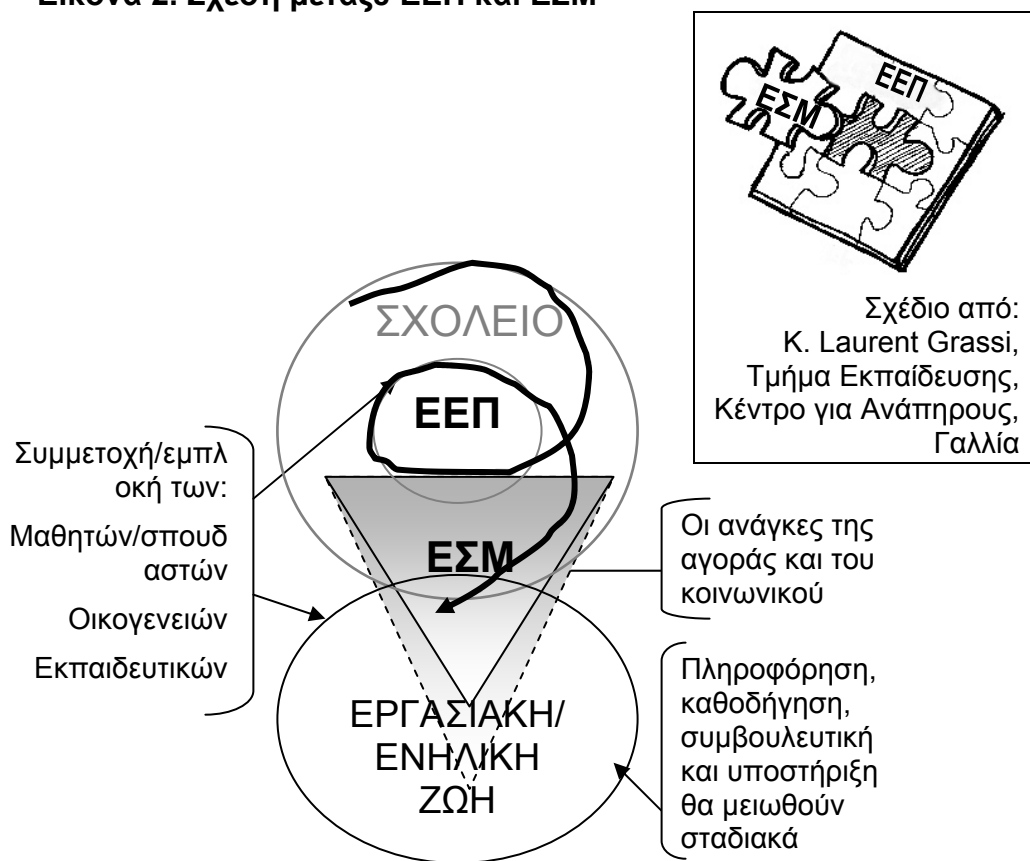 Εικόνα 2. Σχέση μεταξύ ΕΕΠ και ΕΣΜ
ΕΕΠ
ΕΣΜ
Σχέδιο από:
K. Laurent Grassi,
Τμήμα Εκπαίδευσης,
Κέντρο για Ανάπηρους,
Γαλλία
ΣΧΟΛΕΙΟ
ΕΕΠ
ΕΣΜ
ΕΡΓΑΣΙΑΚΗ/
ΕΝΗΛΙΚΗ
ΖΩΗ
Συμμετοχή/εμπλ
οκή των:
Μαθητών/σπουδ
αστών
Οικογενειών
Εκπαιδευτικών
Οι ανάγκες της
αγοράς και του
κοινωνικού
Πληροφόρηση,
καθοδήγηση,
συμβουλευτική
και υποστήριξη
θα μειωθούν
σταδιακά